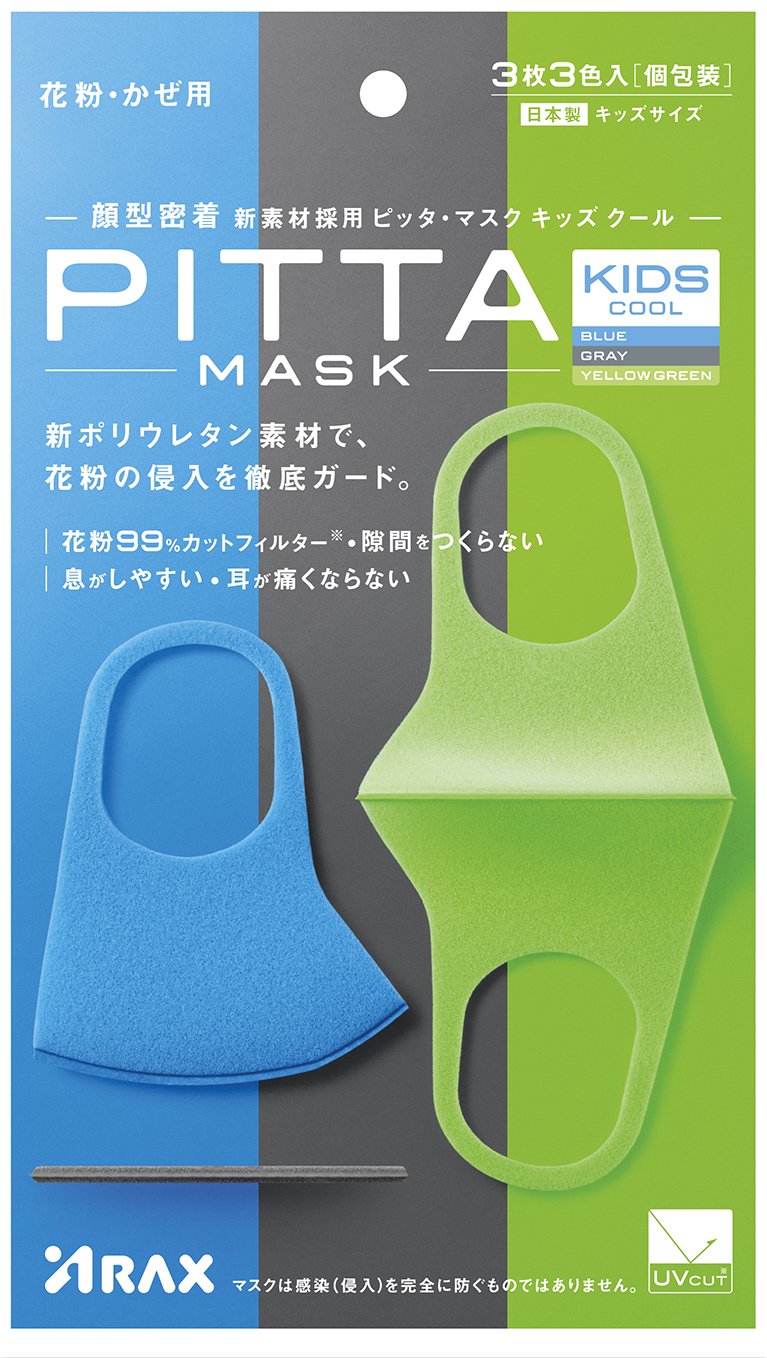 花粉・かぜ用
3枚3色入[個包装]
日本製 キッズサイズ
顔型密着 新素材採用 ピッタ・マスク キッズ クール
PITTA
MASK
KIDS
COOL
BLUE
GRAY
YELLOW GREEN
新ポリウレタン素材で、
花粉の侵入を徹底ガード。
花粉99%カットフィルター※・隙間をつくらない
息がしやすい・耳が痛くならない
ARAX
マスクは感染(侵入)を完全に防ぐものではありません。
UV CUT※